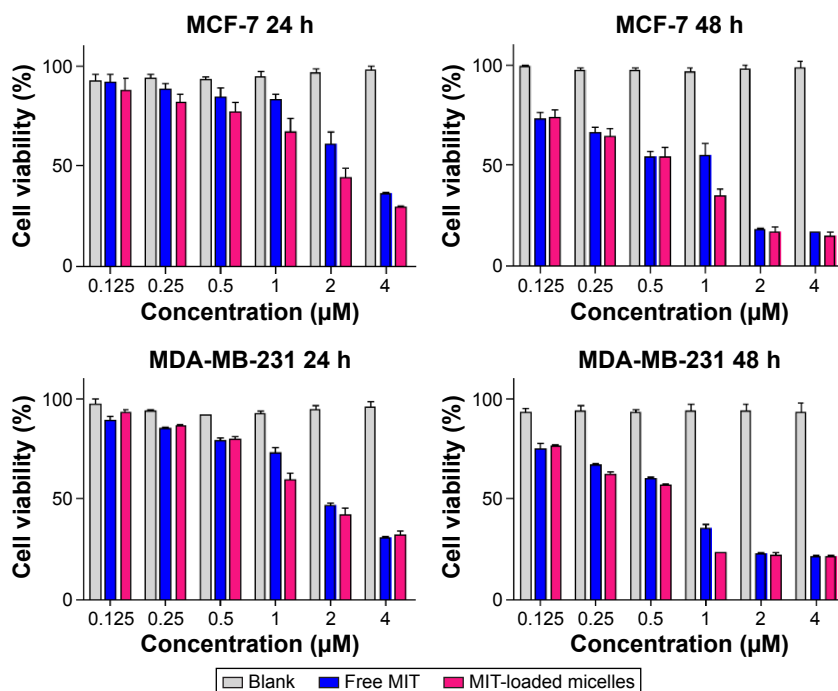 MCF-7 24 h
Cell viability (%)
100
50
0
0.125 0.25 0.5 1 2 4
Concentration (µM)
MCF-7 48 h
Cell viability (%)
100
50
0
0.125 0.25 0.5 1 2 4
Concentration (µM)
MDA-MB-231 24 h
Cell viability (%)
100
50
0
0.125 0.25 0.5 1 2 4
Concentration (µM)
MDA-MB-231 48 h
Cell viability (%)
100
50
0
0.125 0.25 0.5 1 2 4
Concentration (µM)
Blank Free MIT MIT-loaded micelles